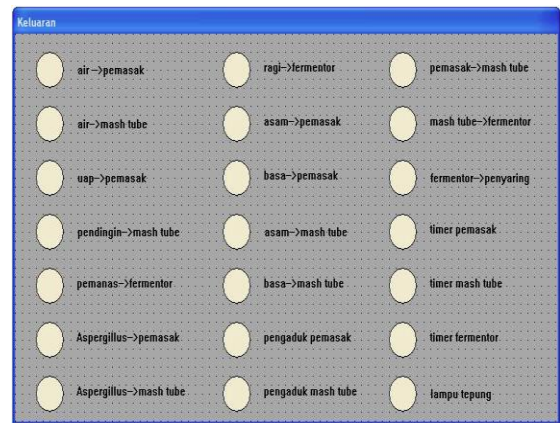 Keluaran
air->pemasak
air->mash tube
uap->pemasak
pendingin->mash tube
pemanas->fermentor
Aspergillus->pemasak
Aspergillus->mash tube
ragi->fermentor
asam->pemasak
basa->pemasak
asam->mash tube
basa->mash tube
pengaduk pemasak
pengaduk mash tube
pemasak->mash tube
mash tube->fermentor
fermentor->penyaring
timer pemasak
timer mash tube
timer fermentor
lampu tepung